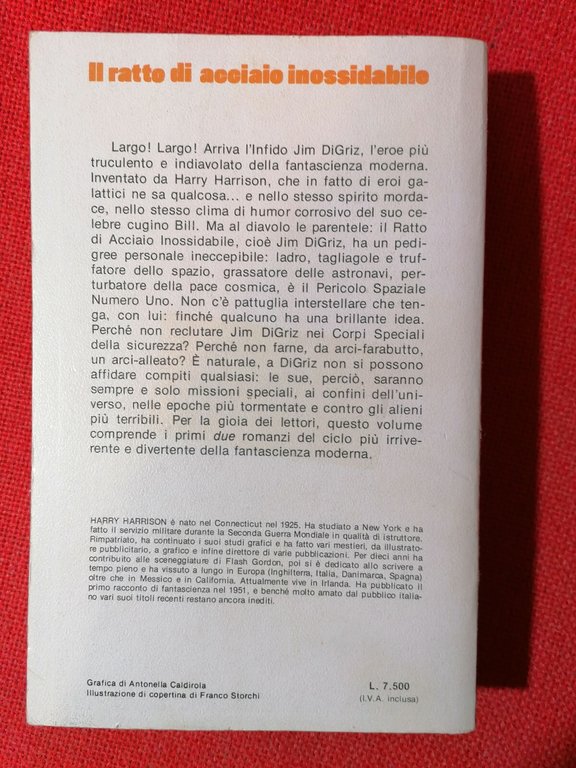 Il ratto di acciaio inossidabile
Largo! Largo! Arriva l'Infido Jim DiGriz, l'eroe più
truculento e indiavolato della fantascienza moderna.
Inventato da Harry Harrison, che in fatto di eroi ga-
lattici ne sa qualcosa... e nello stesso spirito morda-
ce, nello stesso clima di humor corrosivo del suo ce-
lebre cugino Bill. Ma al diavolo le parentele: il Ratto
di Acciaio Inossidabile, cioè Jim DiGriz, ha un pedi-
gree personale ineccepibile: ladro, tagliagole e truf-
fatore dello spazio, grassatore delle astronavi, per-
turbatore della pace cosmica, è il Pericolo Spaziale
Numero Uno. Non c'è pattuglia interstellare che ten-
ga, con lui: finché qualcuno ha una brillante idea.
Perché non reclutare Jim DiGriz nei Corpi Speciali
della sicurezza? Perché non farne, da arci-farabutto,
un arci-alleato? È naturale, a DiGriz non si possono
affidare compiti qualsiasi: le sue, perciò, saranno
sempre e solo missioni speciali, ai confini dell'uni-
verso, nelle epoche più tormentate e contro gli alieni
più terribili. Per la gioia dei lettori, questo volume
comprende i primi due romanzi del ciclo più irrive-
rente e divertente della fantascienza moderna.
HARRY HARRISON è nato nel Connecticut nel 1925. Ha studiato a New York e ha
fatto il servizio militare durante la Seconda Guerra Mondiale in qualità di istruttore.
Rimpatriato, ha continuato i suoi studi grafici e ha fatto vari mestieri, da illustrato-
re pubblicitario, a grafico e infine direttore di varie pubblicazioni. Per dieci anni ha
contribuito alle sceneggiature di Flash Gordon, poi si è dedicato allo scrivere a
tempo pieno e ha vissuto a lungo in Europa (Inghilterra, Italia, Danimarca, Spagna)
oltre che in Messico e in California. Attualmente vive in Irlanda. Ha pubblicato il
primo racconto di fantascienza nel 1951, e benché molto amato dal pubblico italia-
no vari suoi titoli recenti restano ancora inediti.
Grafica di Antonella Caldirola
Illustrazione di copertina di Franco Storchi
L. 7.500
(I.V.A. inclusa)